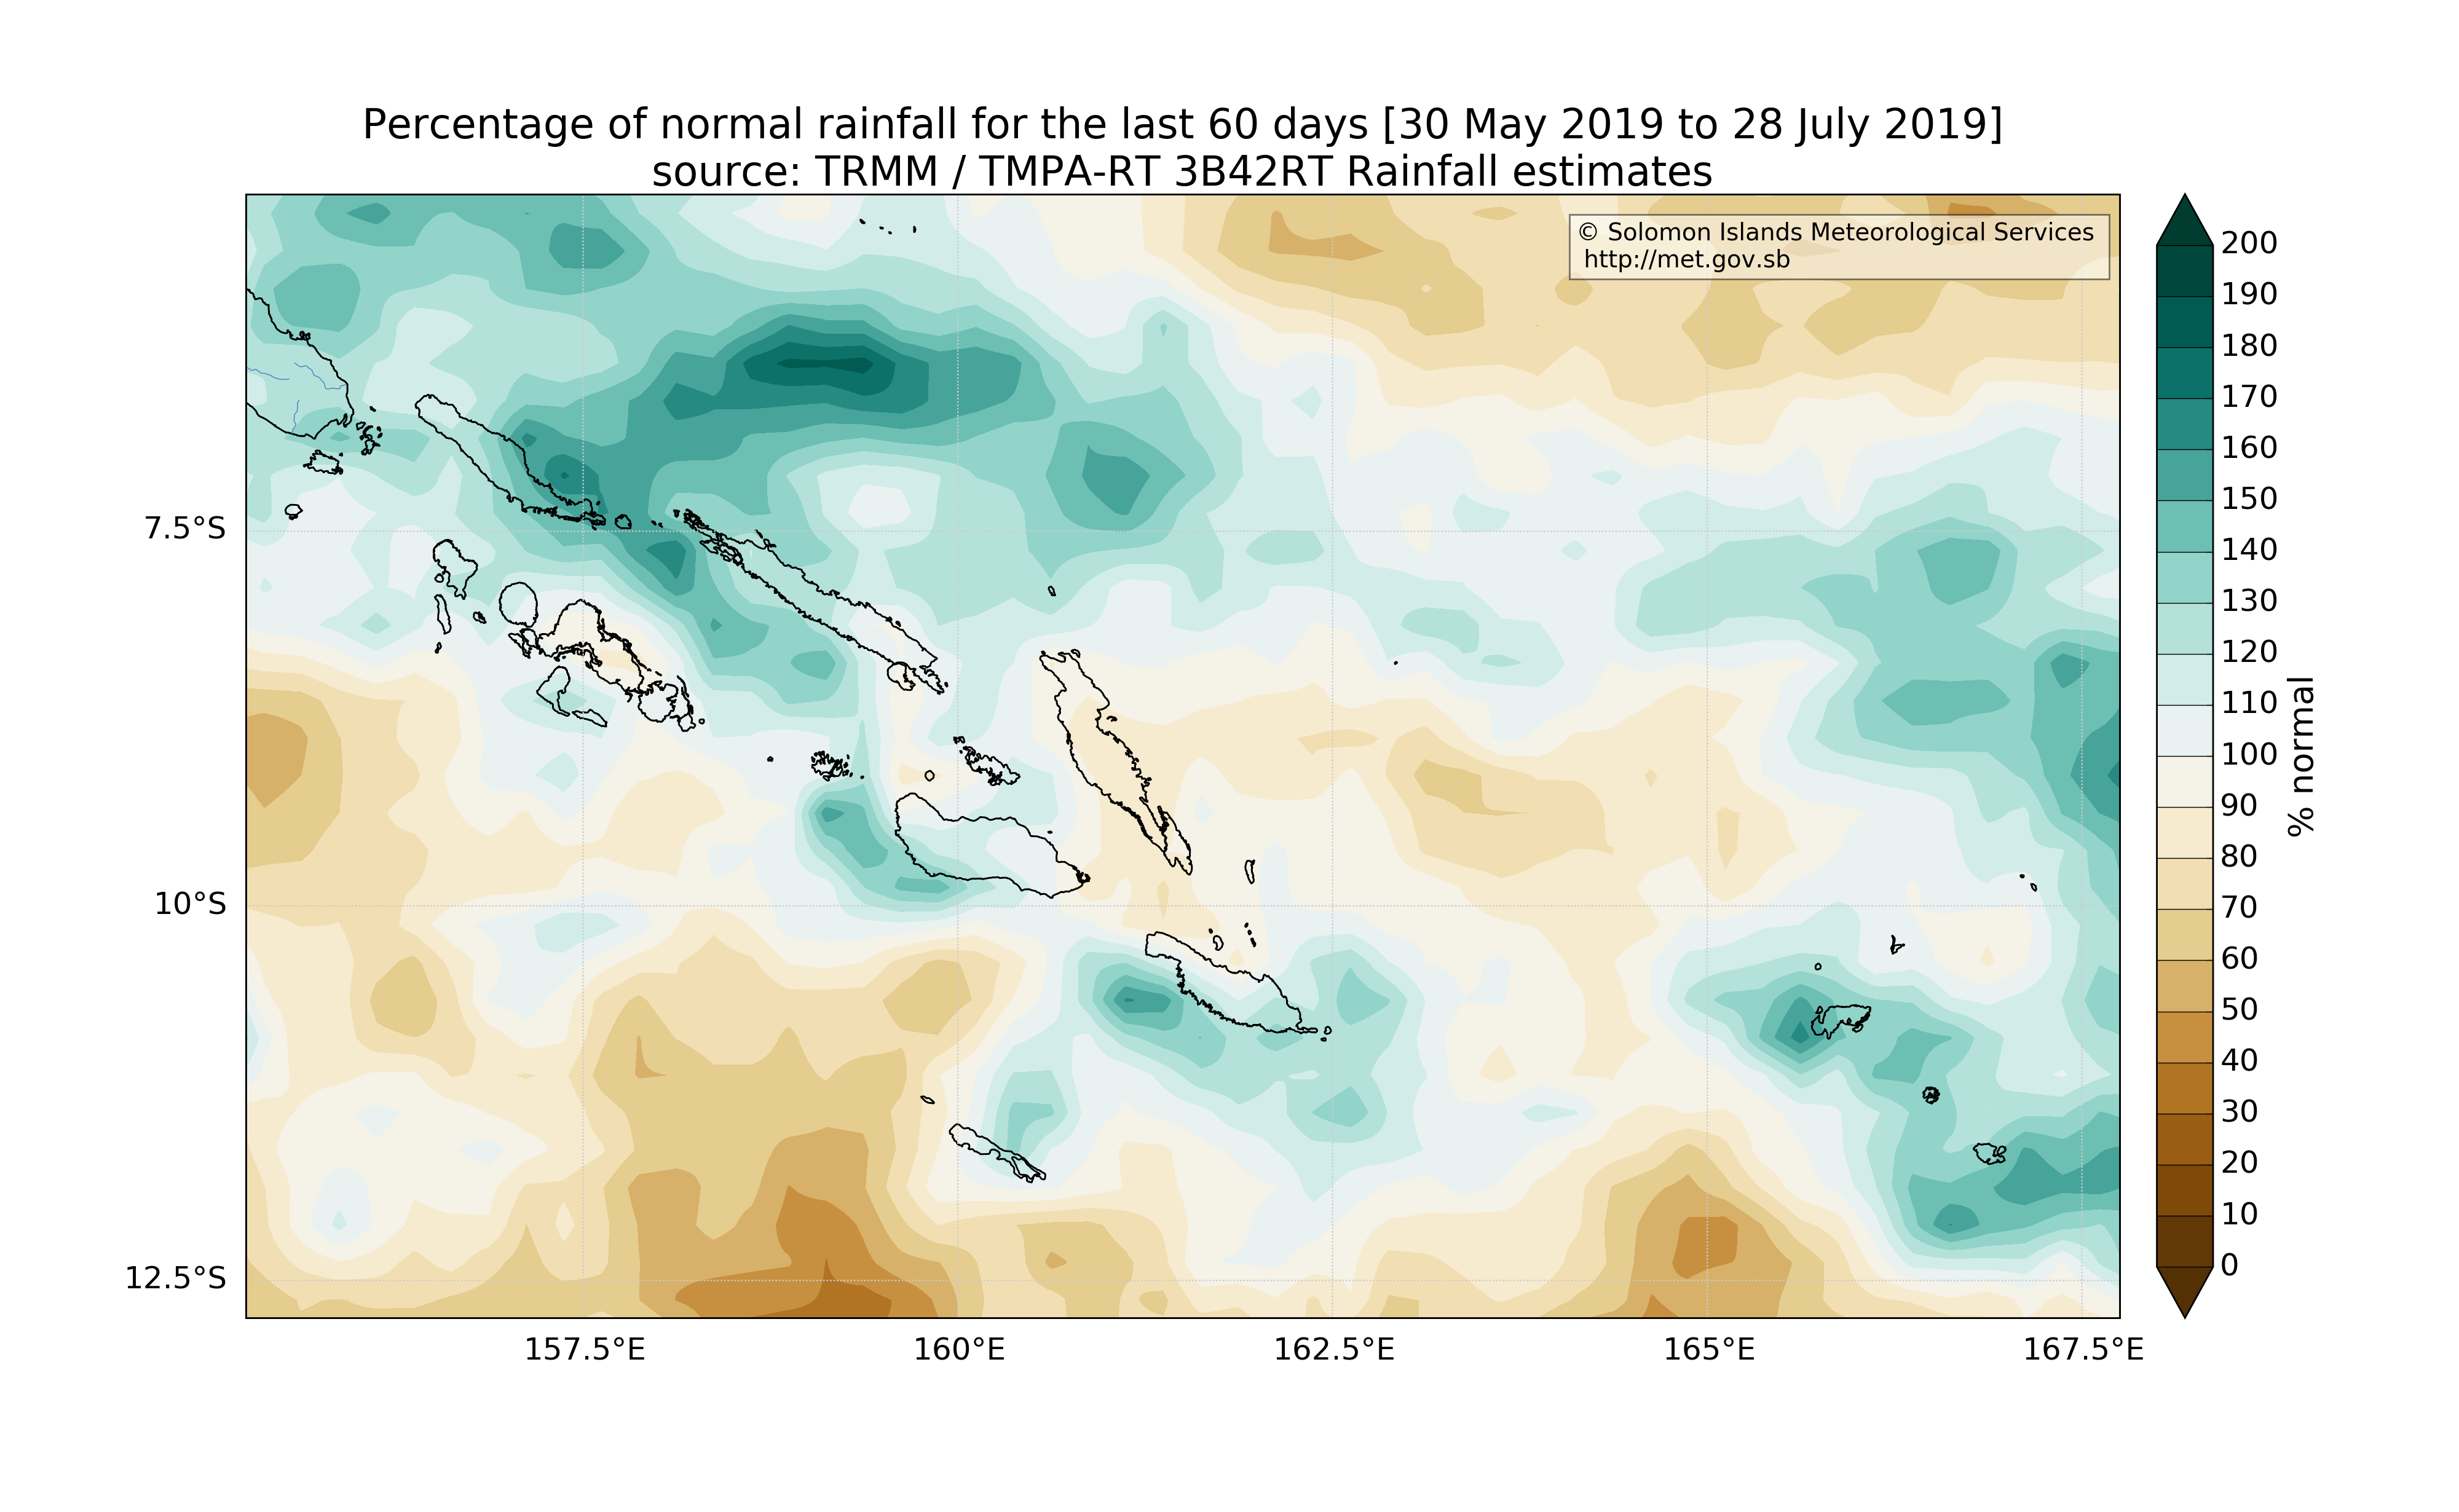 Percentage of normal rainfall for the last 60 days [30 May 2019 to 28 July 2019]
source: TRMM / TMPA-RT 3B42RT Rainfall estimates
© Solomon Islands Meteorological Services
http://met.gov.sb
7.5°S
10°S
12.5°S
157.5°E
160°E
162.5°E
165°E
167.5°E
200
190
180
170
160
150
140
130
120
110
100
90
80
70
60
50
40
30
20
10
0
% normal